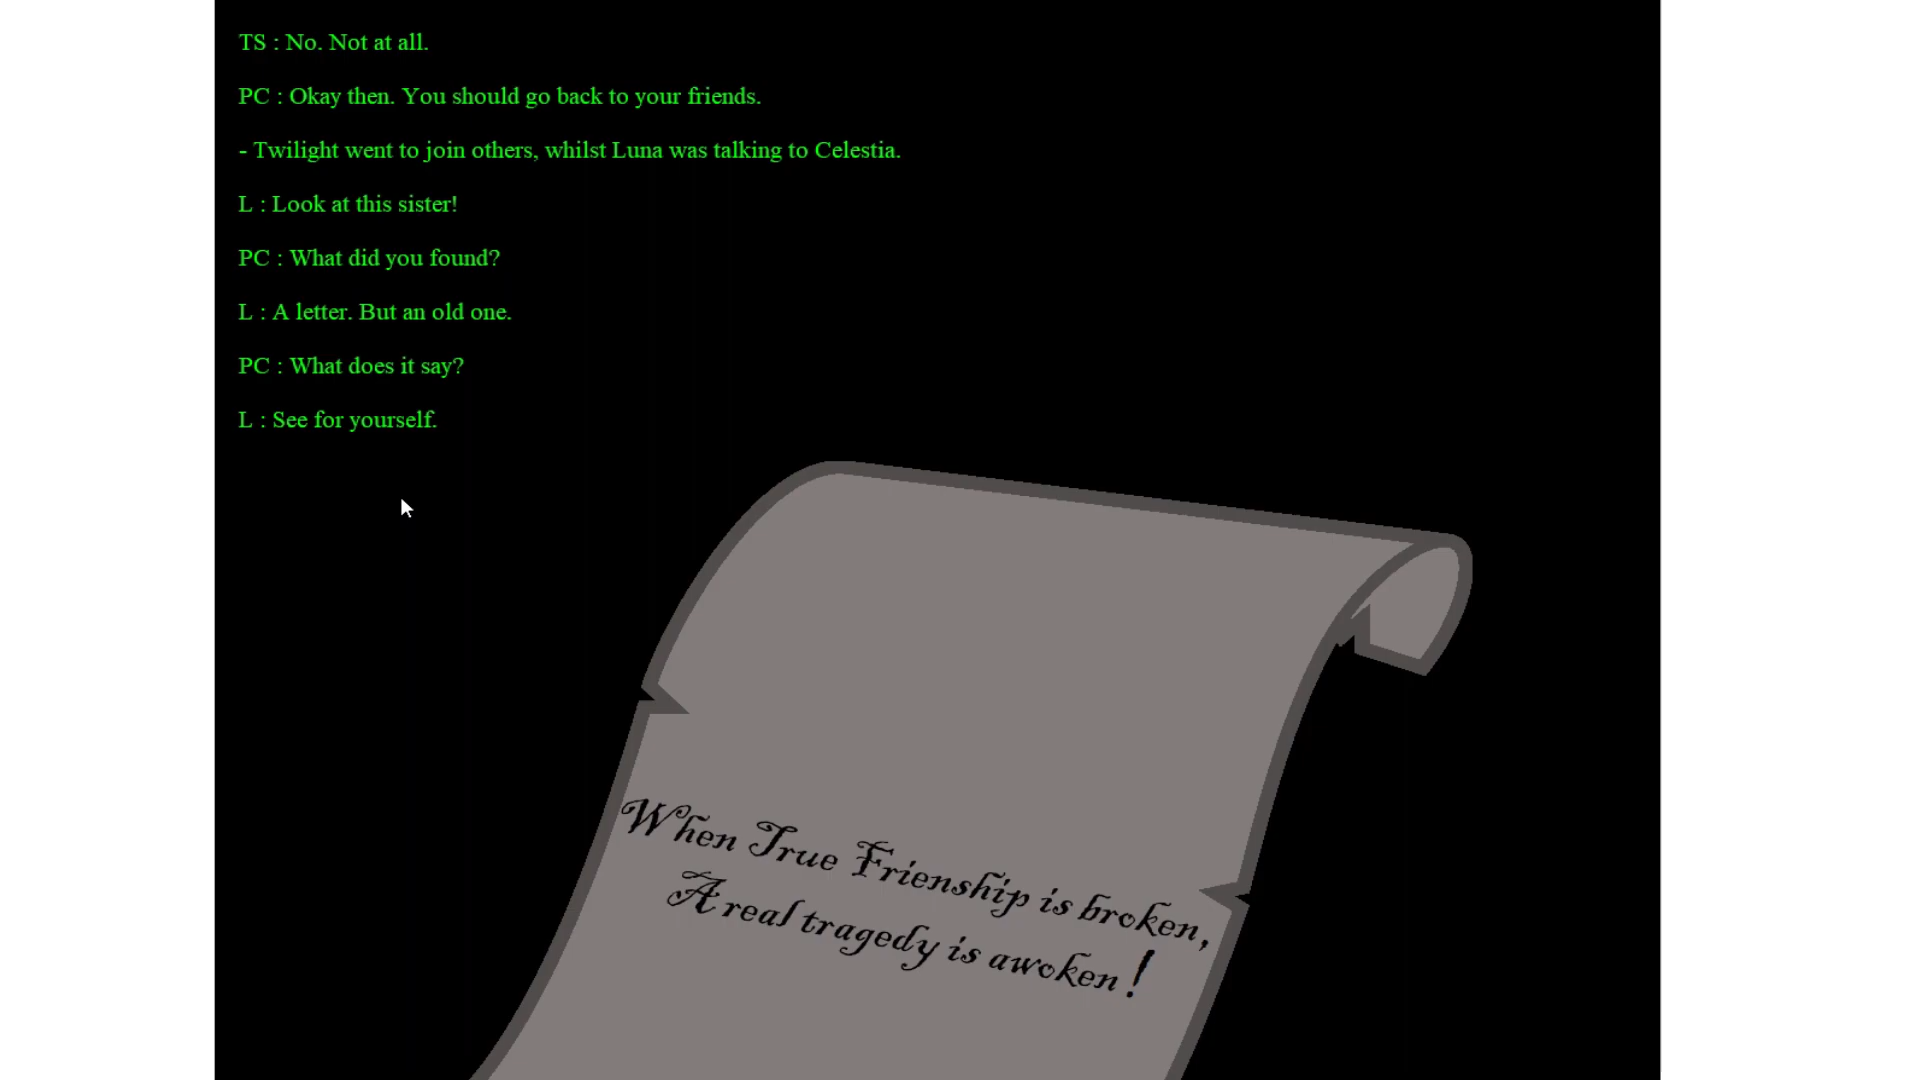 TS : No. Not at all.
PC : Okay then. You should go back to your friends.
- Twilight went to join others, whilst Luna was talking to Celestia.
L : Look at this sister!
PC : What did you found?
L : A letter. But an old one.
PC : What does it say?
L : See for yourself.
When True Frienship is broken,
A real tragedy is awoken!